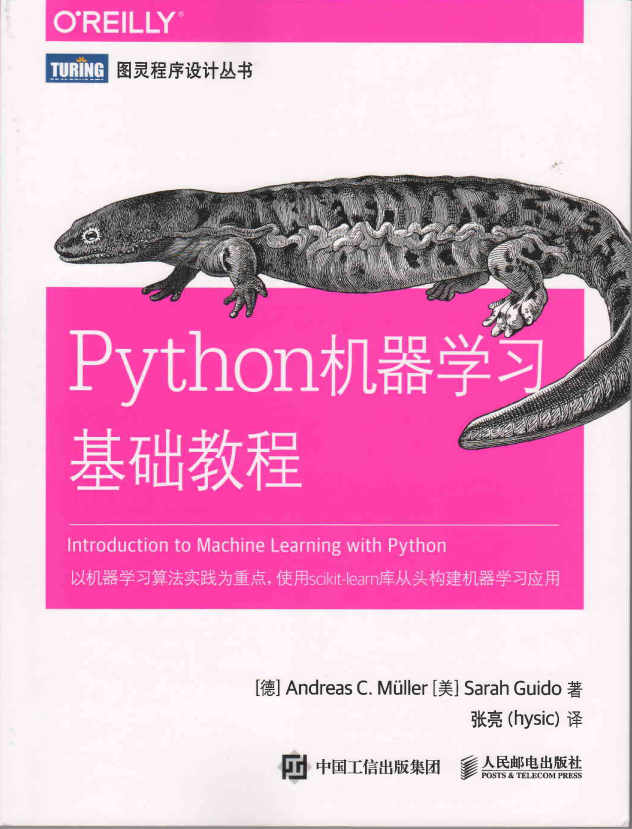 O'REILLY®
TURING 图灵程序设计丛书
Python机器学习
基础教程
Introduction to Machine Learning with Python
以机器学习算法实践为重点，使用scikit-learn库从头构建机器学习应用
[德] Andreas C. Müller [美] Sarah Guido 著
张亮 (hysic) 译
中国工信出版集团 人民邮电出版社
POSTS & TELECOM PRESS